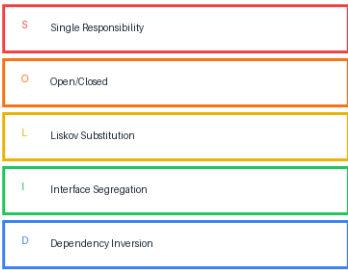 S Single Responsibility
O Open/Closed
L Liskov Substitution
I Interface Segregation
D Dependency Inversion